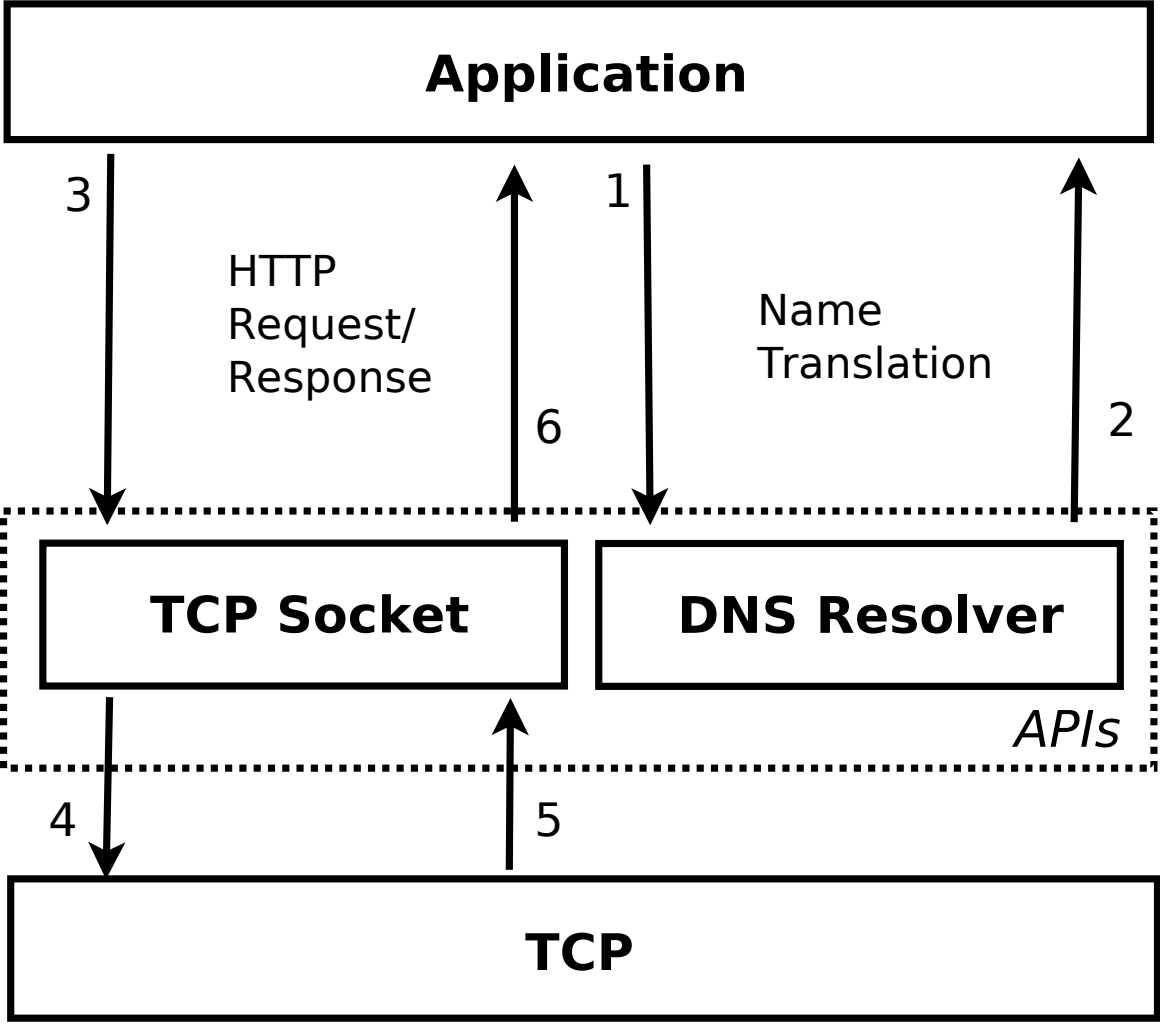 Application
3
1
HTTP
Request/
Response
Name
Translation
6
2
TCP Socket
DNS Resolver
APIs
4
5
TCP